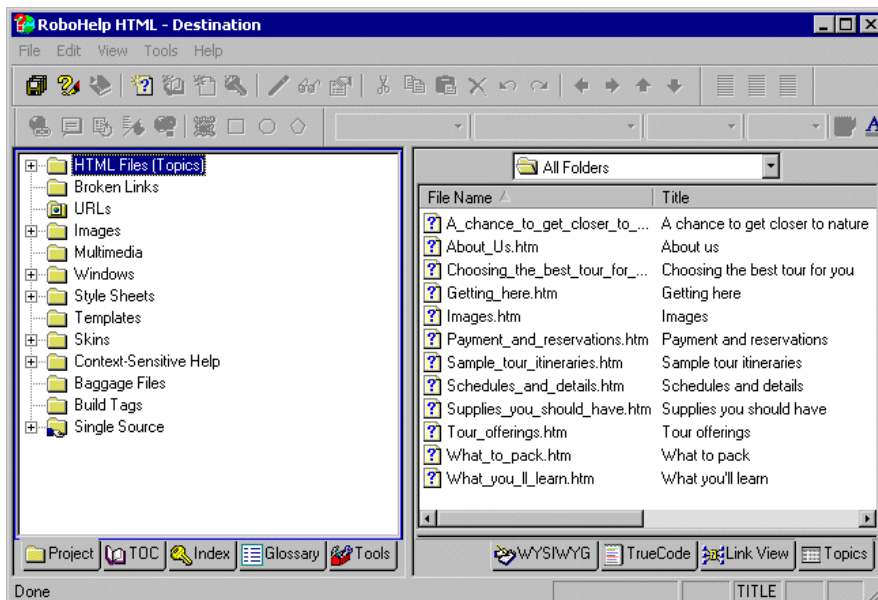 RoboHelp HTML - Destination
File Edit View Tools Help
All Folders
HTML Files (Topics)
Broken Links
URLs
Images
Multimedia
Windows
Style Sheets
Templates
Skins
Context-Sensitive Help
Baggage Files
Build Tags
Single Source
File Name Title
A_chance_to_get_closer_to_... A chance to get closer to nature
About_Us.htm About us
Choosing_the_best_tour_for_... Choosing the best tour for you
Getting_here.htm Getting here
Images.htm Images
Payment_and_reservations.htm Payment and reservations
Sample_tour_itineraries.htm Sample tour itineraries
Schedules_and_details.htm Schedules and details
Supplies_you_should_have.htm Supplies you should have
Tour_offerings.htm Tour offerings
What_to_pack.htm What to pack
What_you_ll_learn.htm What you'll learn
Project TOC Index Glossary Tools
WYSIWYG TrueCode Link View Topics
Done TITLE